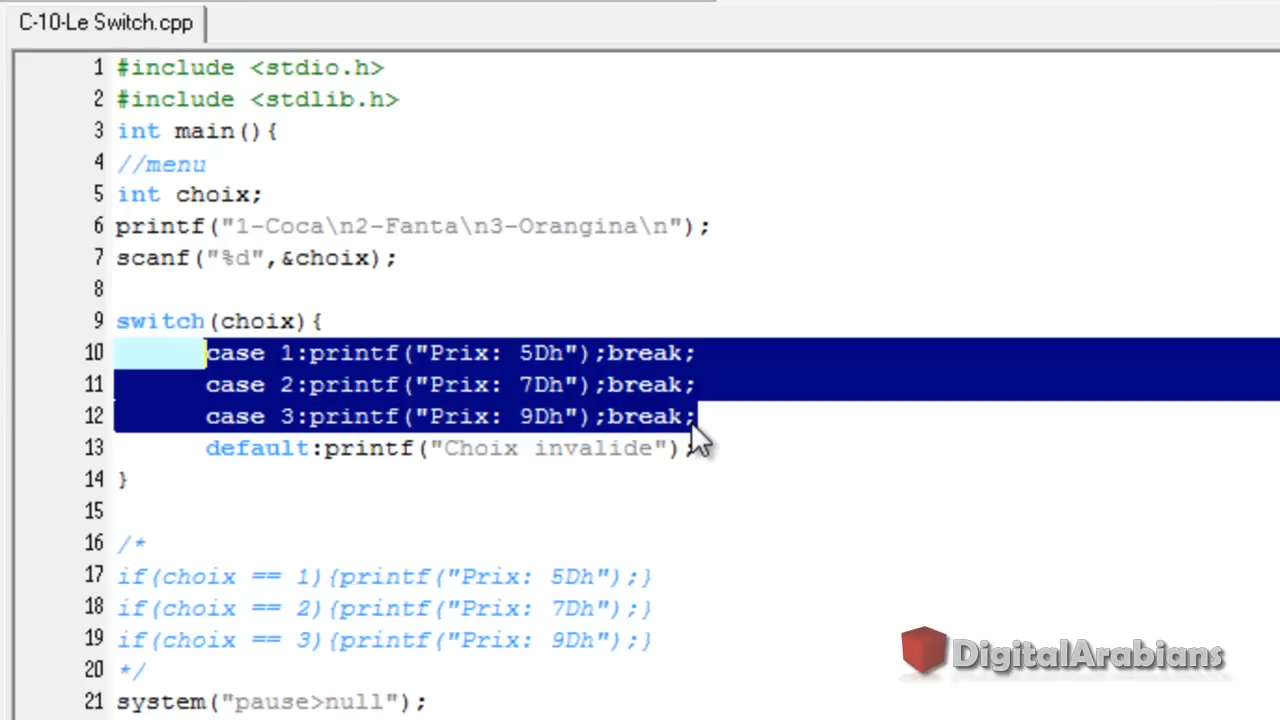 C-10-Le Switch.cpp
1 #include <stdio.h>
2 #include <stdlib.h>
3 int main(){
4 //menu
5 int choix;
6 printf("1-Coca\n2-Fanta\n3-Orangina\n");
7 scanf("%d",&choix);
8
9 switch(choix){
10 case 1:printf("Prix: 5Dh");break;
11 case 2:printf("Prix: 7Dh");break;
12 case 3:printf("Prix: 9Dh");break;
13 default:printf("Choix invalide");
14 }
15
16 /*
17 if(choix == 1){printf("Prix: 5Dh");}
18 if(choix == 2){printf("Prix: 7Dh");}
19 if(choix == 3){printf("Prix: 9Dh");}
20 */
21 system("pause>null");
DigitalArabians